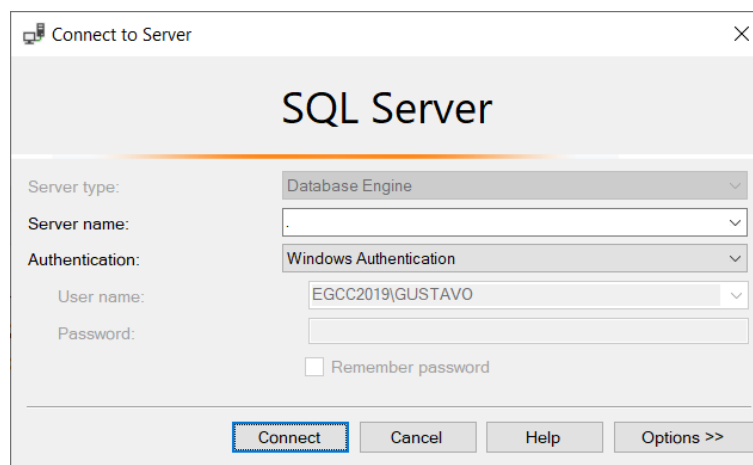 Connect to Server
SQL Server
Server type: Database Engine
Server name: .
Authentication: Windows Authentication
User name: EGCC2019\GUSTAVO
Password:
Remember password
Connect Cancel Help Options >>